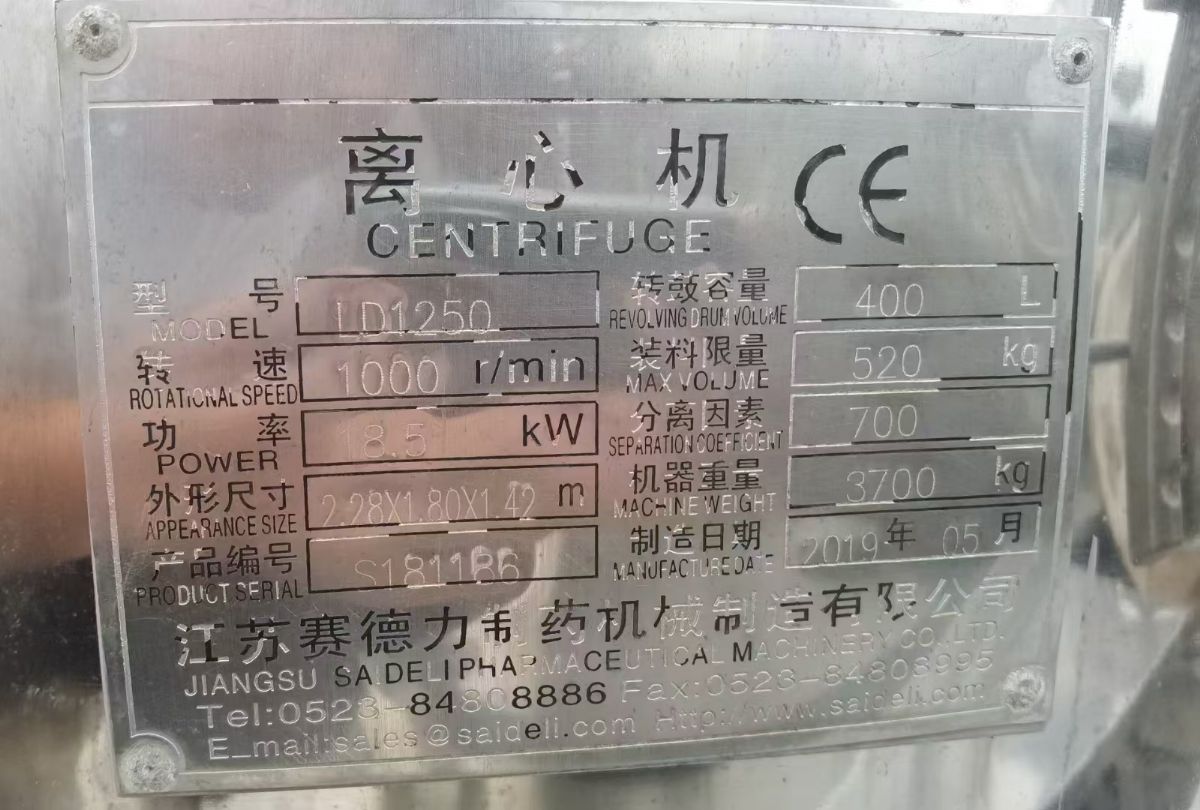 离心机 CE
CENTRIFUGE
型号 LD1250 转鼓容量 400 L
MODEL REVOLVING DRUM VOLUME
转速 1000 r/min 装料限量 520 kg
ROTATIONAL SPEED MAX VOLUME
功率 18.5 kW 分离因素 700
POWER SEPARATION COEFFICIENT
外形尺寸 2.28X1.80X1.42 m 机器重量 3700 kg
APPEARANCE SIZE MACHINE WEIGHT
产品编号 S181186 制造日期 2019年05月
PRODUCT SERIAL MANUFACTURE DATE
江苏赛德力制药机械制造有限公司
JIANGSU SAIDELI PHARMACEUTICAL MACHINERY CO.,LTD.
Tel:0523-84808886 Fax:0523-84808995
E_mail:sales@saideli.com Http://www.saideli.com